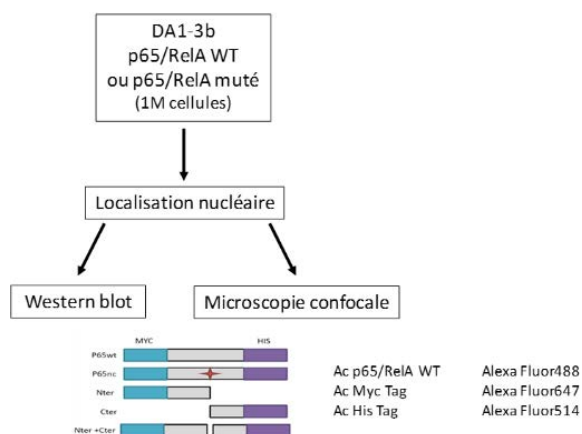 DA1-3b
p65/RelA WT
ou p65/RelA muté
(1M cellules)
Localisation nucléaire
Western blot
Microscopie confocale
MYC HIS
P65wt
P65nc
Nter
Cter
Nter +Cter
Ac p65/RelA WT Alexa Fluor488
Ac Myc Tag Alexa Fluor647
Ac His Tag Alexa Fluor514